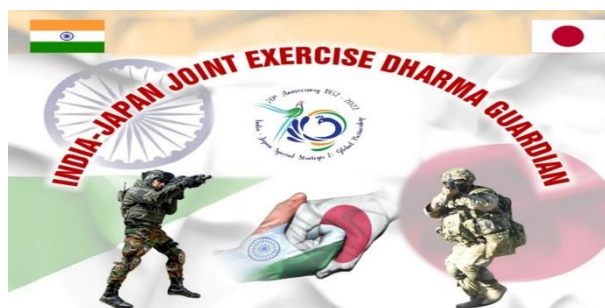 INDIA-JAPAN JOINT EXERCISE DHARMA GUARDIAN
70th Anniversary 1952-2022
India-Japan Special Strategic & Global Partnership